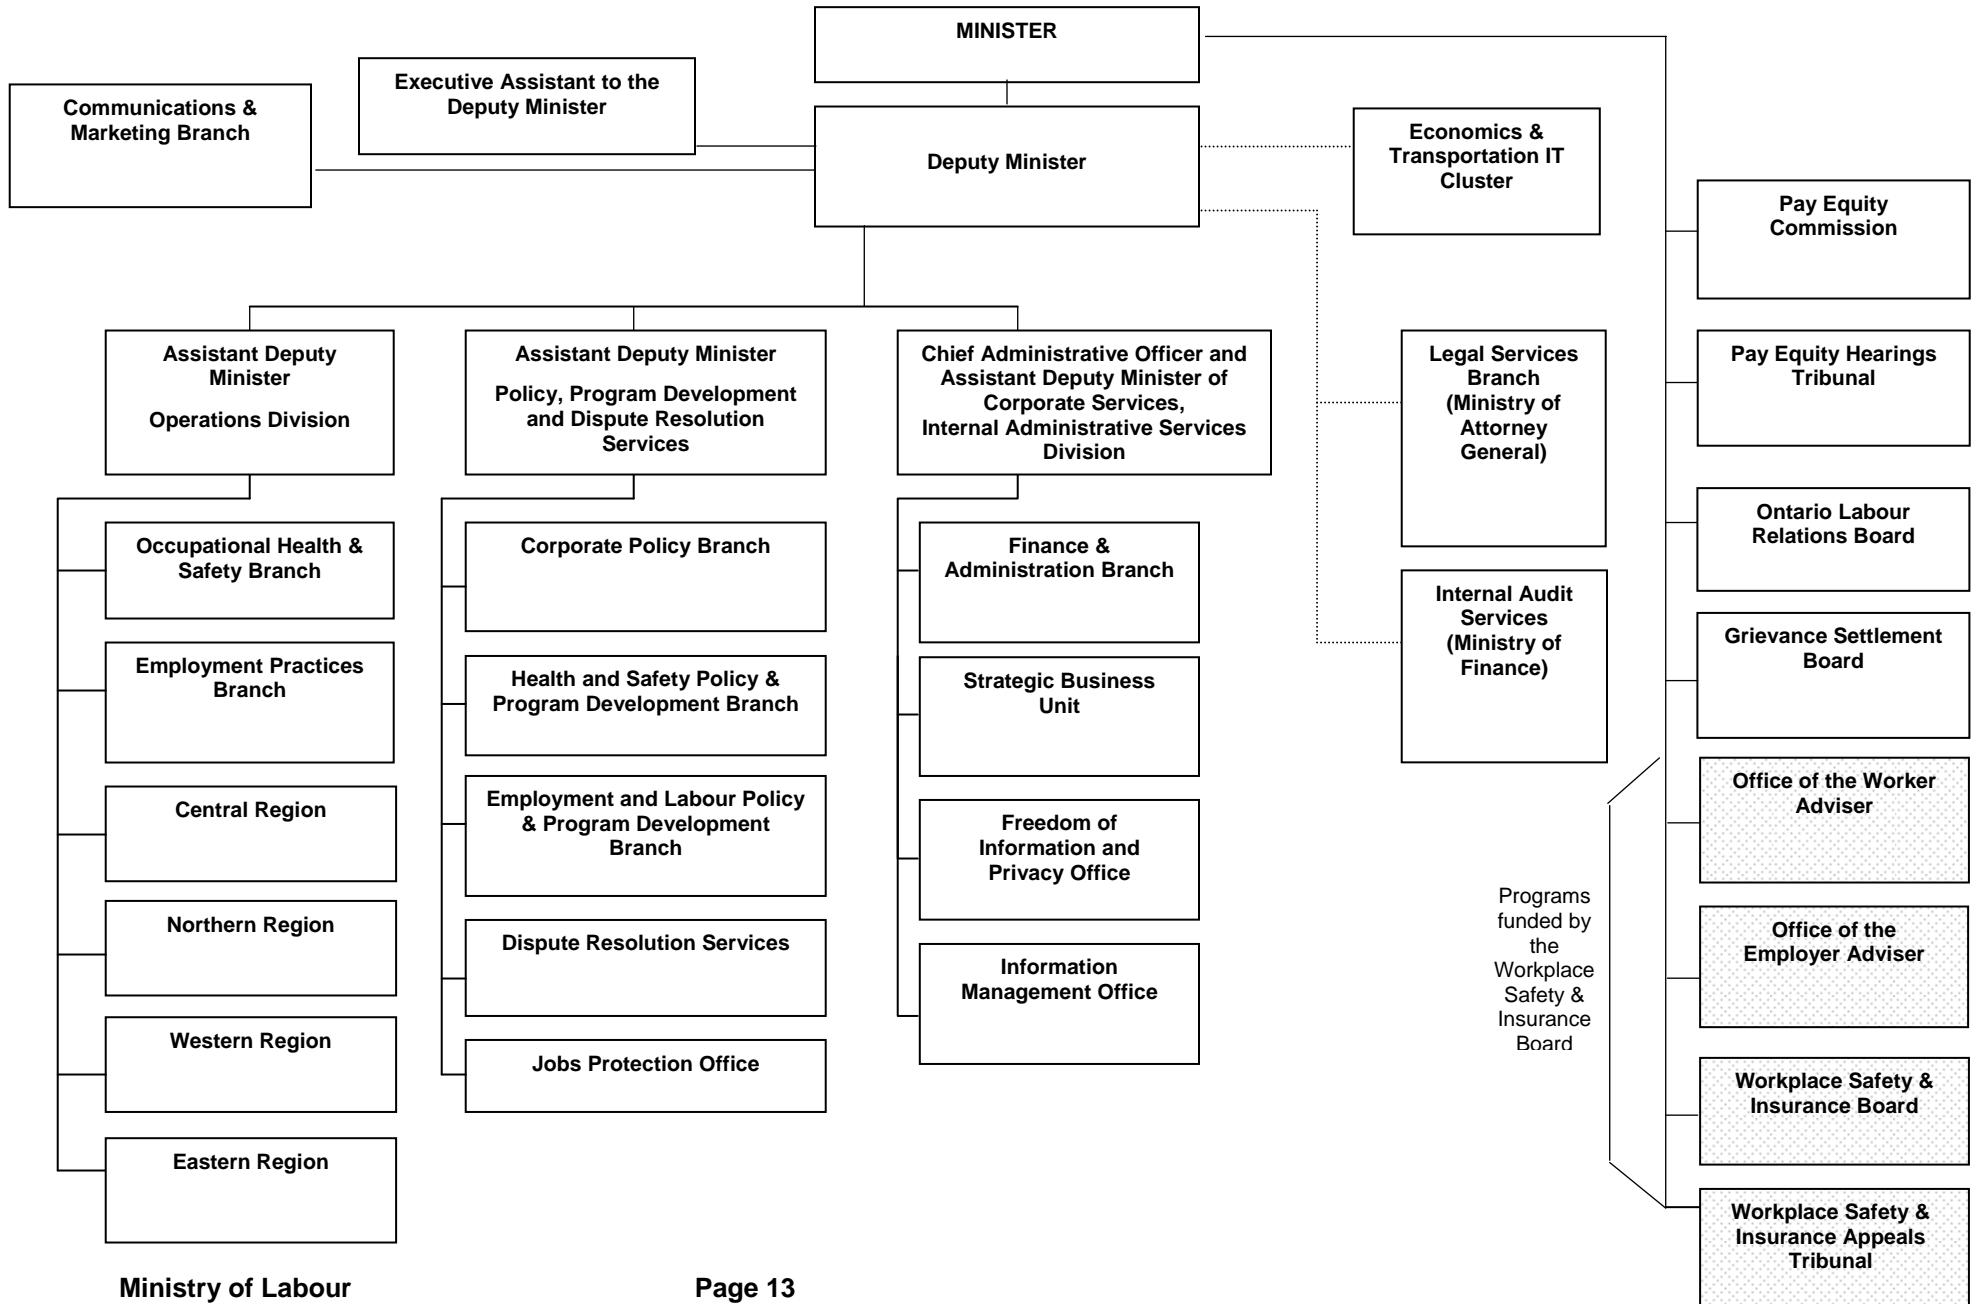 MINISTER
Executive Assistant to the
Deputy Minister
Communications &
Marketing Branch
Deputy Minister
Economics &
Transportation IT
Cluster
Pay Equity
Commission
Assistant Deputy
Minister
Operations Division
Assistant Deputy Minister
Policy, Program Development
and Dispute Resolution
Services
Chief Administrative Officer and
Assistant Deputy Minister of
Corporate Services,
Internal Administrative Services
Division
Legal Services
Branch
(Ministry of
Attorney
General)
Pay Equity Hearings
Tribunal
Occupational Health &
Safety Branch
Corporate Policy Branch
Finance &
Administration Branch
Internal Audit
Services
(Ministry of
Finance)
Ontario Labour
Relations Board
Employment Practices
Branch
Health and Safety Policy &
Program Development Branch
Strategic Business
Unit
Grievance Settlement
Board
Central Region
Employment and Labour Policy
& Program Development
Branch
Freedom of
Information and
Privacy Office
Office of the Worker
Adviser
Northern Region
Dispute Resolution Services
Information
Management Office
Programs
funded by
the
Workplace
Safety &
Insurance
Board
Office of the
Employer Adviser
Western Region
Jobs Protection Office
Workplace Safety &
Insurance Board
Eastern Region
Workplace Safety &
Insurance Appeals
Tribunal
Ministry of Labour
Page 13